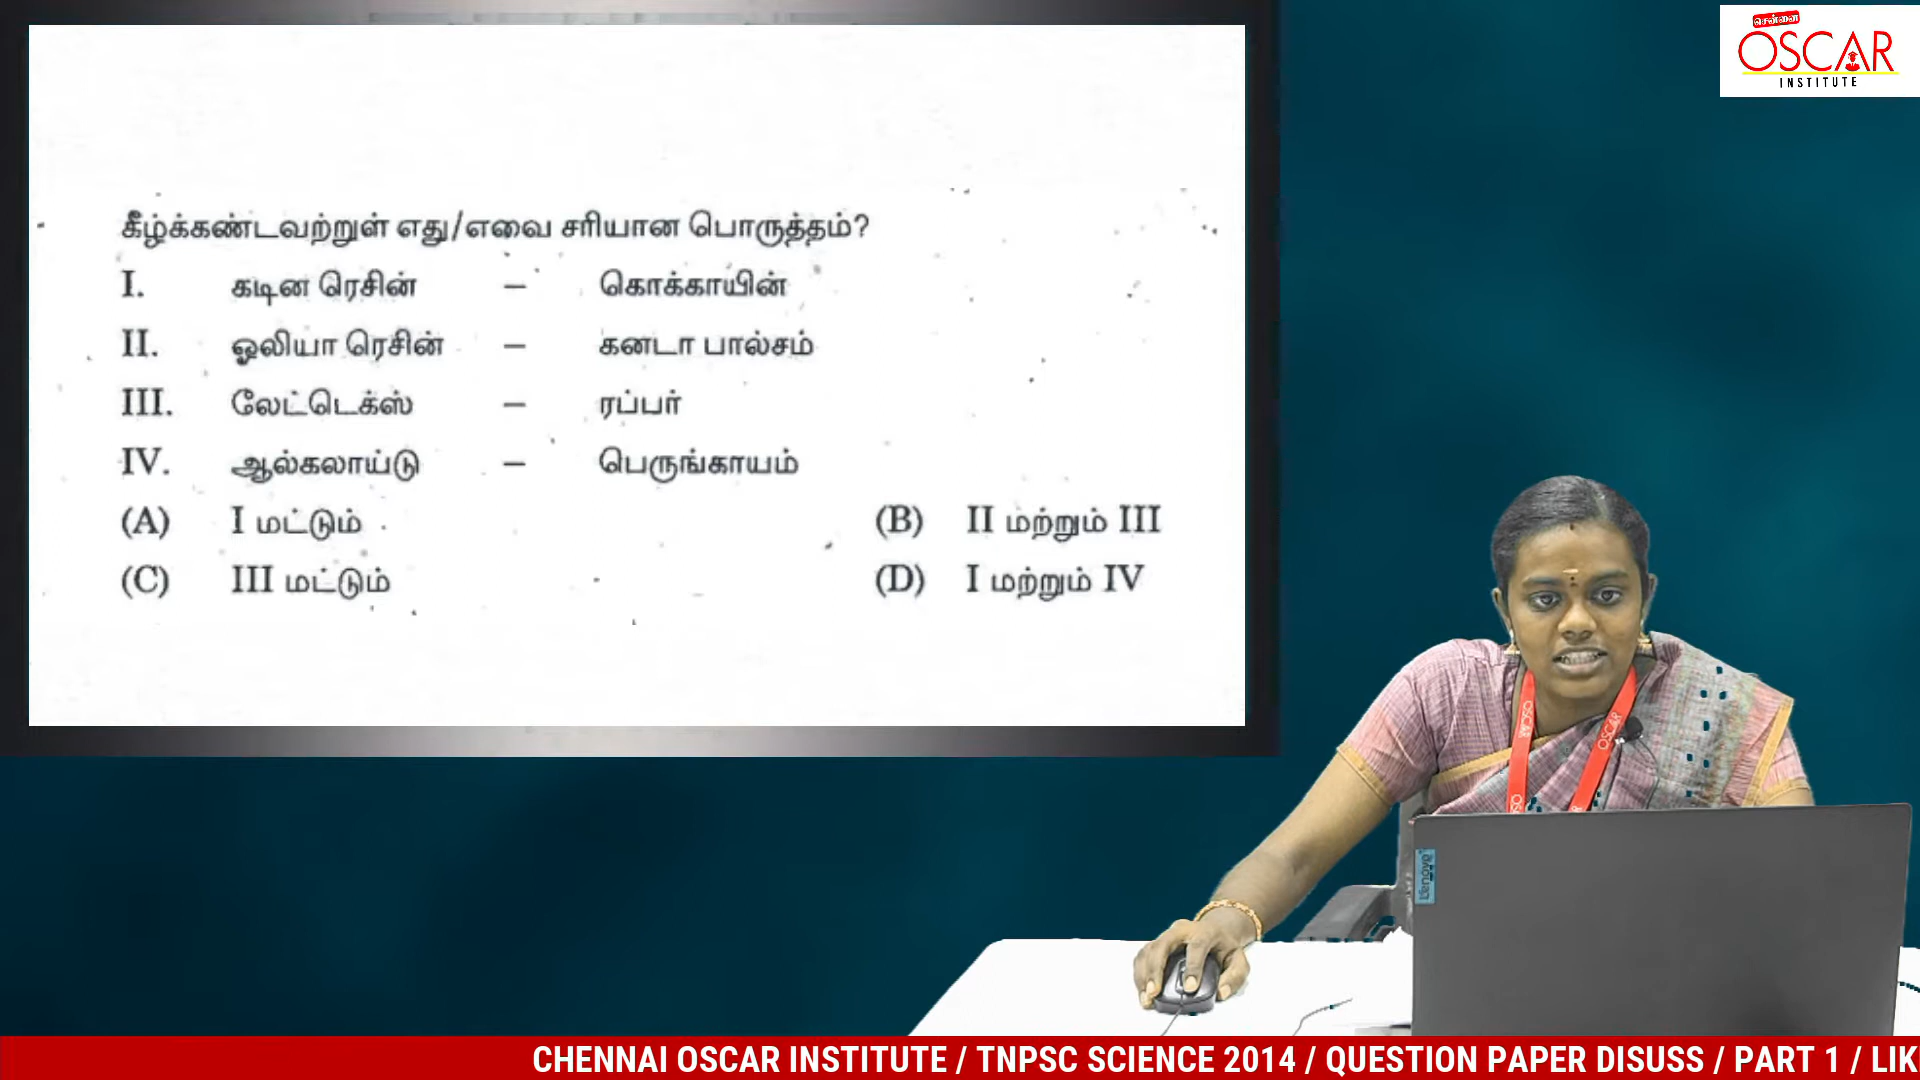 சென்னை
OSCAR
INSTITUTE
கீழ்க்கண்டவற்றுள் எது/எவை சரியான பொருத்தம்?
I. கடின ரெசின் – கொக்காயின்
II. ஓலியா ரெசின் – கனடா பால்சம்
III. லேட்டெக்ஸ் – ரப்பர்
IV. ஆல்கலாய்டு – பெருங்காயம்
(A) I மட்டும் (B) II மற்றும் III
(C) III மட்டும் (D) I மற்றும் IV
OSCAR
OSCAR
Lenovo
CHENNAI OSCAR INSTITUTE / TNPSC SCIENCE 2014 / QUESTION PAPER DISUSS / PART 1 / LIK